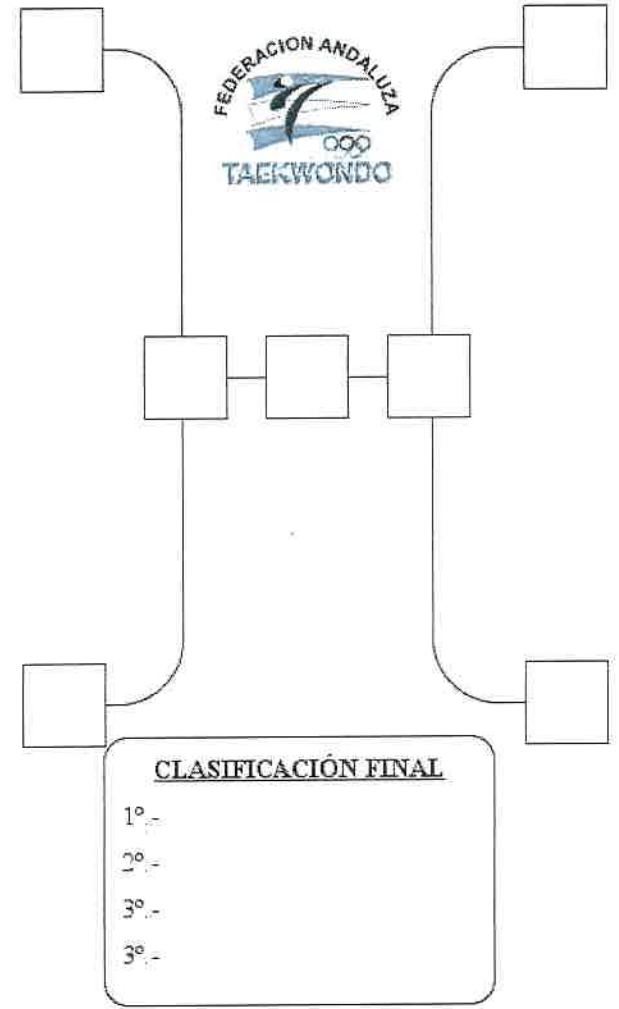 FEDERACION ANDALUZA
TAEKWONDO
CLASIFICACIÓN FINAL
1º.-
2º.-
3º.-
3º.-